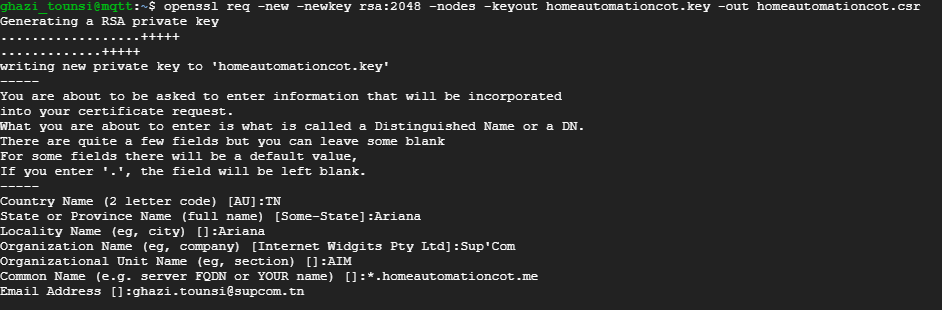 ghazi_tounsi@mqtt:~$ openssl req -new -newkey rsa:2048 -nodes -keyout homeautomationcot.key -out homeautomationcot.csr
Generating a RSA private key
..................+++++
.............+++++
writing new private key to 'homeautomationcot.key'
-----
You are about to be asked to enter information that will be incorporated
into your certificate request.
What you are about to enter is what is called a Distinguished Name or a DN.
There are quite a few fields but you can leave some blank
For some fields there will be a default value,
If you enter '.', the field will be left blank.
-----
Country Name (2 letter code) [AU]:TN
State or Province Name (full name) [Some-State]:Ariana
Locality Name (eg, city) []:Ariana
Organization Name (eg, company) [Internet Widgits Pty Ltd]:Sup'Com
Organizational Unit Name (eg, section) []:AIM
Common Name (e.g. server FQDN or YOUR name) []:*.homeautomationcot.me
Email Address []:ghazi.tounsi@supcom.tn